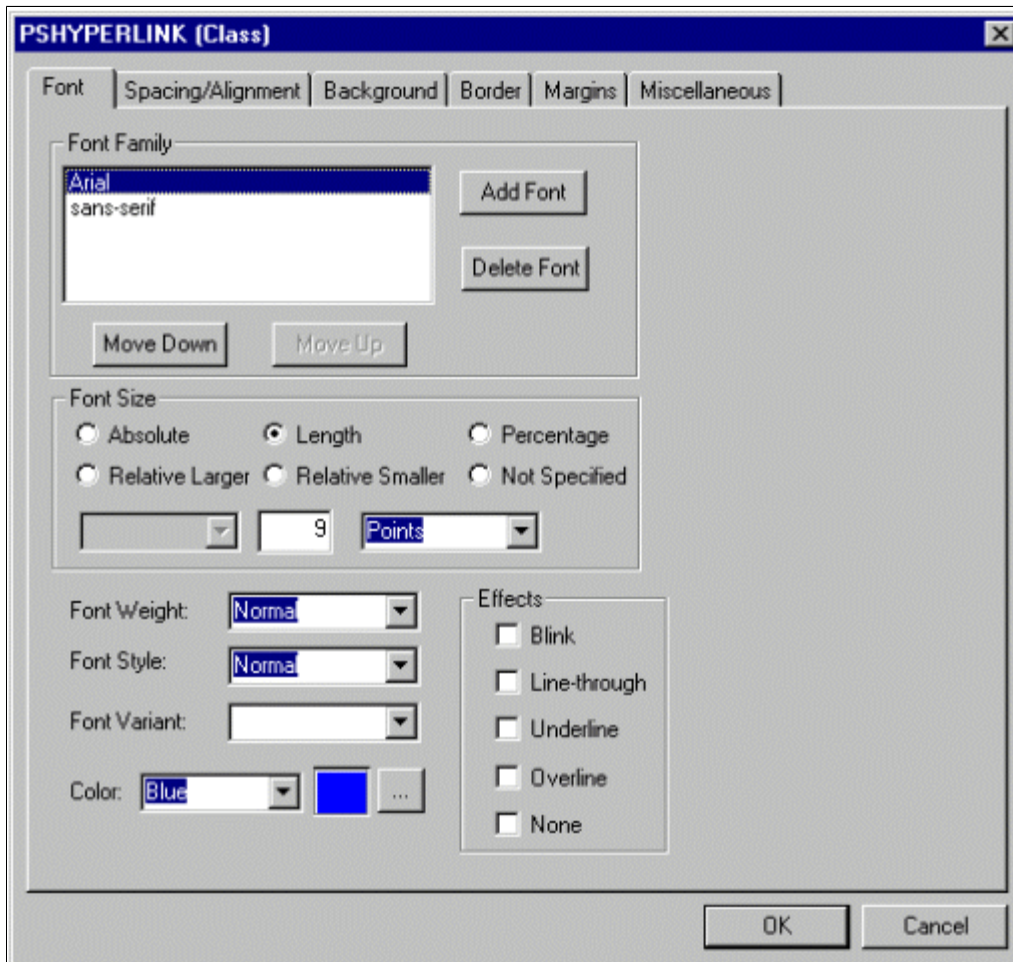 PSHYPERLINK (Class)
Font Spacing/Alignment Background Border Margins Miscellaneous
Font Family
Arial
sans-serif
Add Font
Delete Font
Move Down Move Up
Font Size
Absolute Length Percentage
Relative Larger Relative Smaller Not Specified
9 Points
Font Weight: Normal
Font Style: Normal
Font Variant:
Color: Blue ...
Effects
Blink
Line-through
Underline
Overline
None
OK Cancel